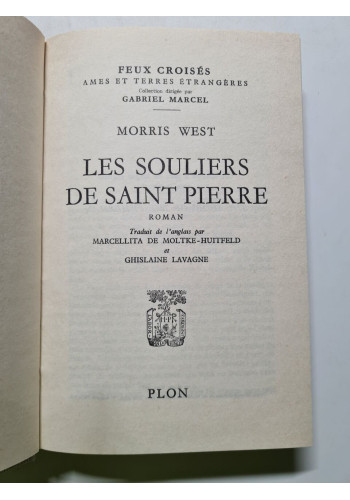 FEUX CROISÉS
AMES ET TERRES ÉTRANGÈRES
Collection dirigée par
GABRIEL MARCEL
MORRIS WEST
LES SOULIERS
DE SAINT PIERRE
ROMAN
Traduit de l'anglais par
MARCELLITA DE MOLTKE-HUITFELD
et
GHISLAINE LAVAGNE
PLON